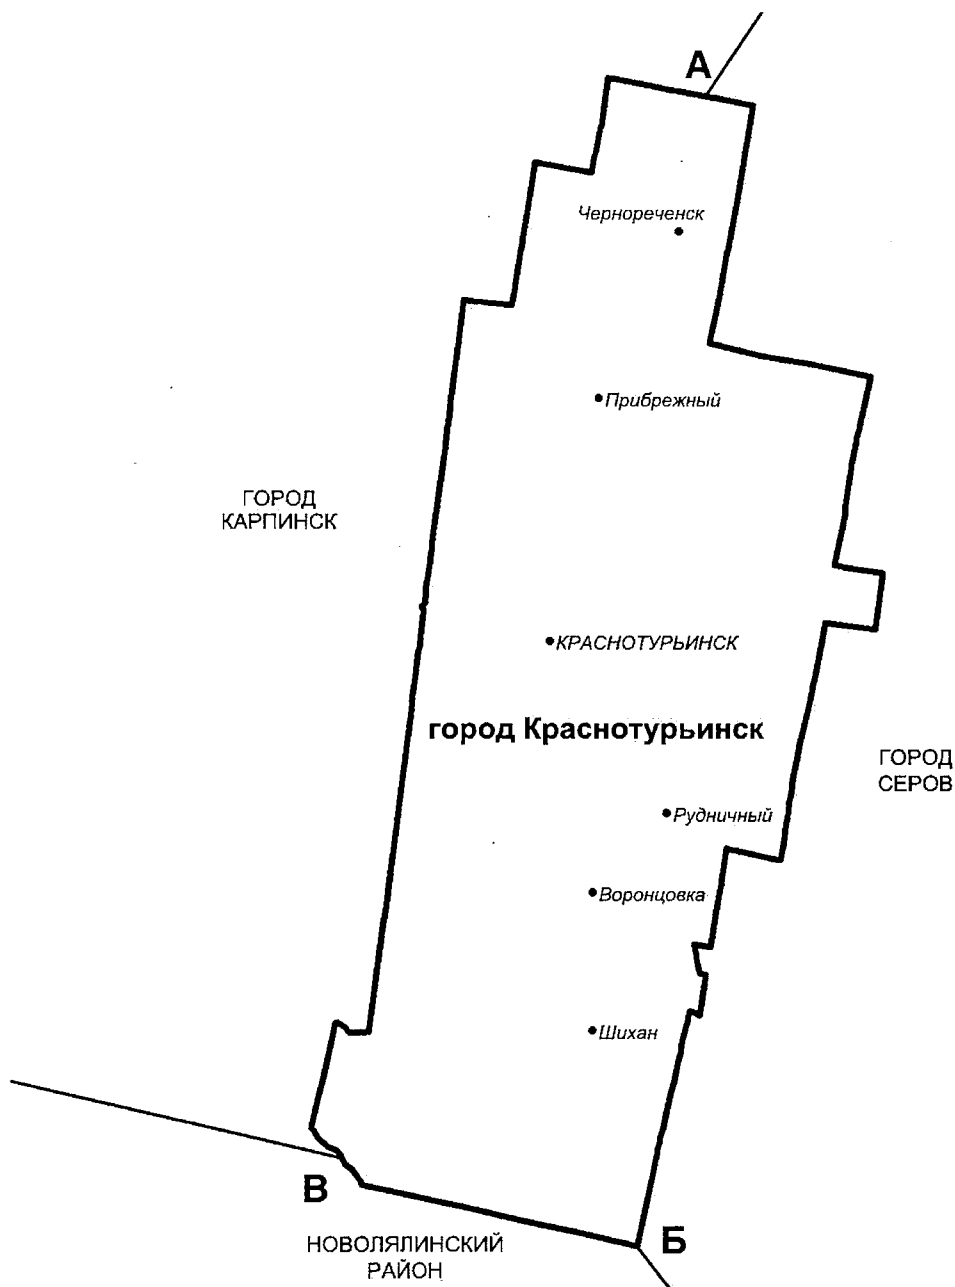 А
Чернореченск
Прибрежный
ГОРОД
КАРПИНСК
КРАСНОТУРЬИНСК
город Краснотурьинск
ГОРОД
СЕРОВ
Рудничный
Воронцовка
Шихан
В
Б
НОВОЛЯЛИНСКИЙ
РАЙОН